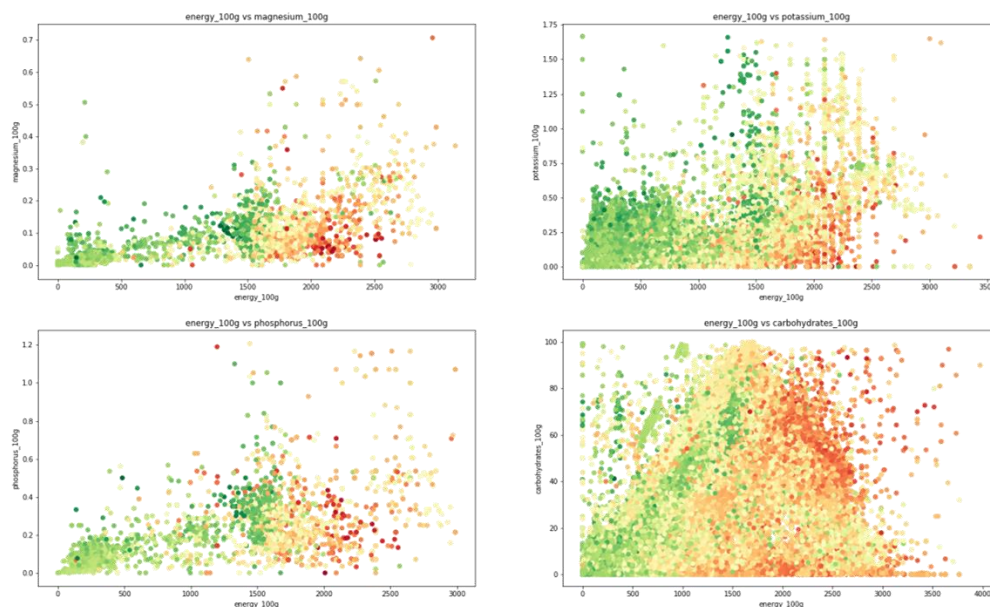 energy_100g vs magnesium_100g
0.7
0.6
0.5
0.4
0.3
0.2
0.1
0.0
magnesium_100g
0 500 1000 1500 2000 2500 3000
energy_100g
energy_100g vs potassium_100g
1.75
1.50
1.25
1.00
0.75
0.50
0.25
0.00
potassium_100g
0 500 1000 1500 2000 2500 3000 3500
energy_100g
energy_100g vs phosphorus_100g
1.2
1.0
0.8
0.6
0.4
0.2
0.0
phosphorus_100g
0 500 1000 1500 2000 2500 3000
energy_100g
energy_100g vs carbohydrates_100g
100
80
60
40
20
0
carbohydrates_100g
0 500 1000 1500 2000 2500 3000 3500 4000
energy_100g